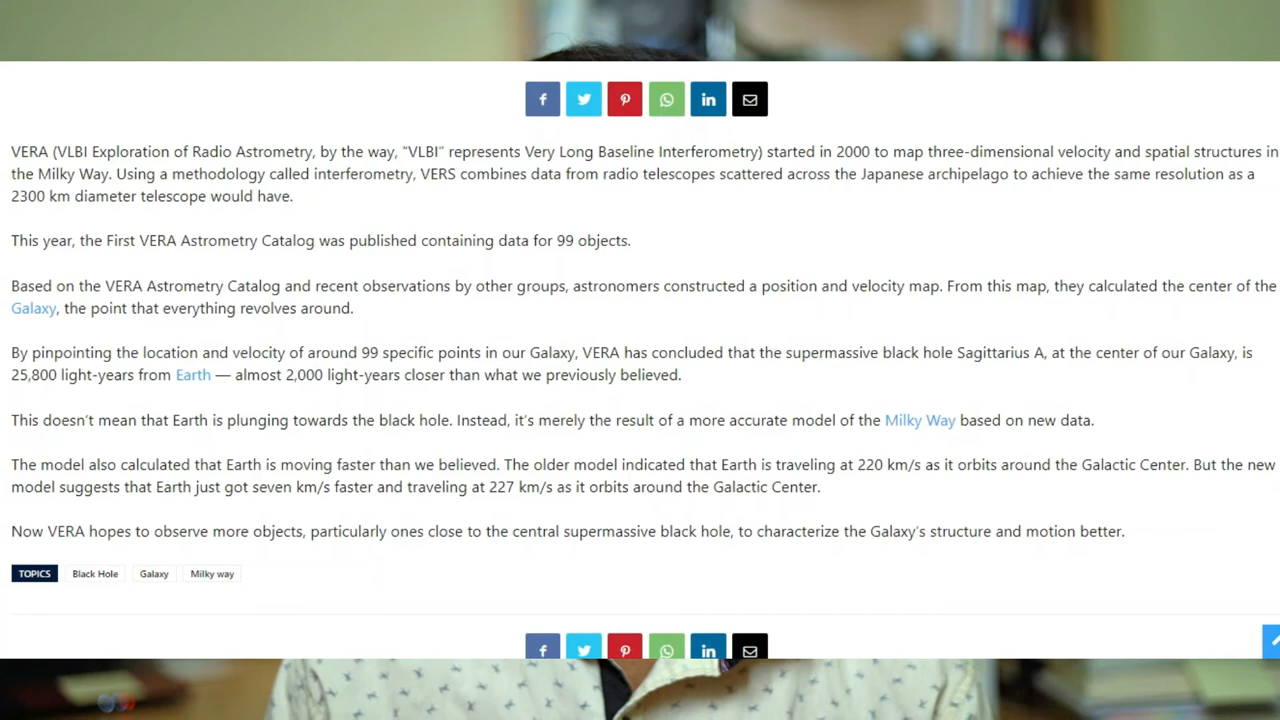 VERA (VLBI Exploration of Radio Astrometry, by the way, “VLBI” represents Very Long Baseline Interferometry) started in 2000 to map three-dimensional velocity and spatial structures in
the Milky Way. Using a methodology called interferometry, VERS combines data from radio telescopes scattered across the Japanese archipelago to achieve the same resolution as a
2300 km diameter telescope would have.
This year, the First VERA Astrometry Catalog was published containing data for 99 objects.
Based on the VERA Astrometry Catalog and recent observations by other groups, astronomers constructed a position and velocity map. From this map, they calculated the center of the
Galaxy, the point that everything revolves around.
By pinpointing the location and velocity of around 99 specific points in our Galaxy, VERA has concluded that the supermassive black hole Sagittarius A, at the center of our Galaxy, is
25,800 light-years from Earth — almost 2,000 light-years closer than what we previously believed.
This doesn’t mean that Earth is plunging towards the black hole. Instead, it’s merely the result of a more accurate model of the Milky Way based on new data.
The model also calculated that Earth is moving faster than we believed. The older model indicated that Earth is traveling at 220 km/s as it orbits around the Galactic Center. But the new
model suggests that Earth just got seven km/s faster and traveling at 227 km/s as it orbits around the Galactic Center.
Now VERA hopes to observe more objects, particularly ones close to the central supermassive black hole, to characterize the Galaxy’s structure and motion better.
TOPICS Black Hole Galaxy Milky way